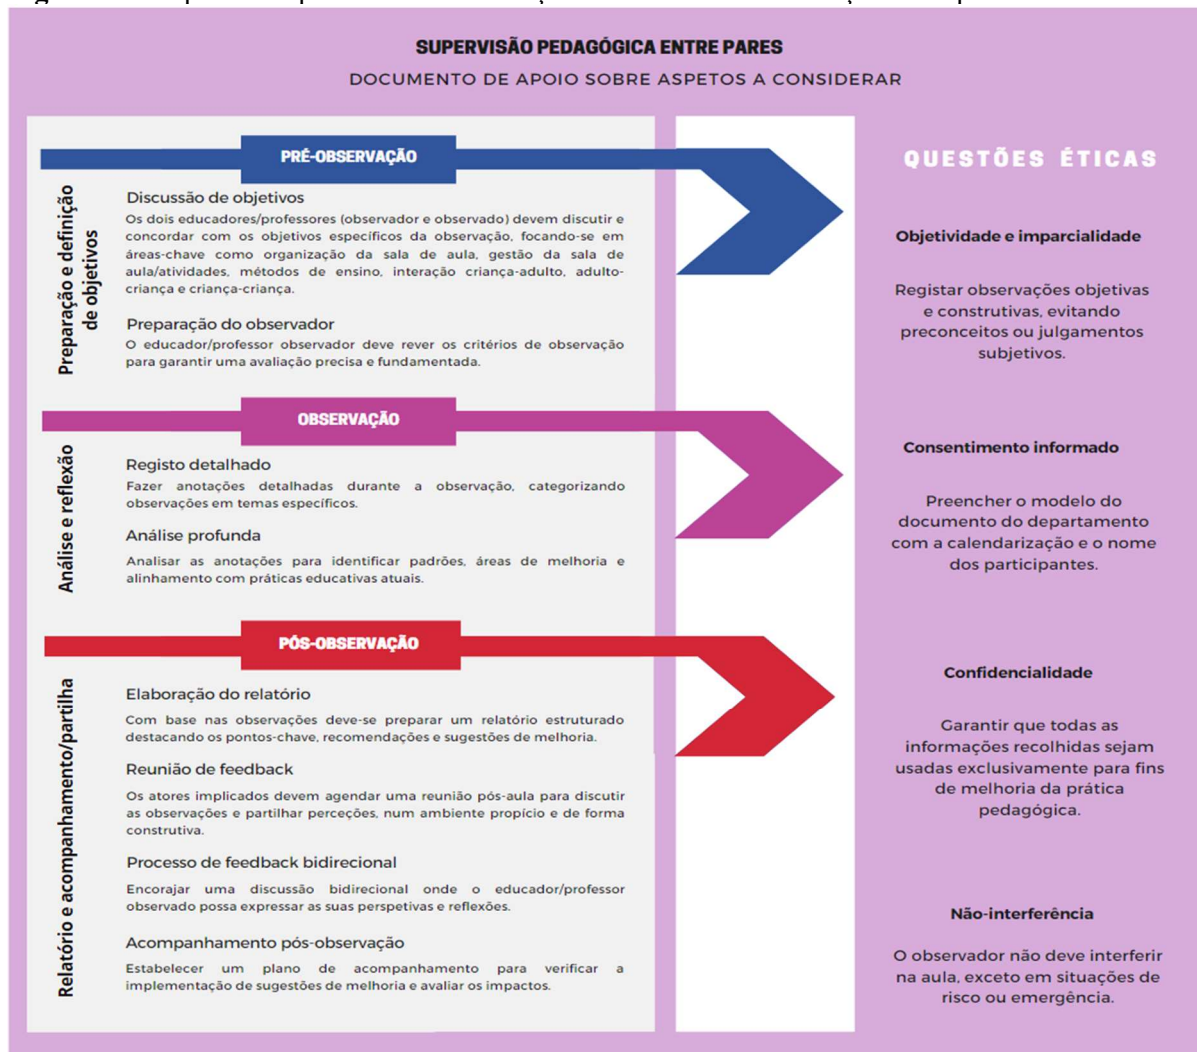 SUPERVISÃO PEDAGÓGICA ENTRE PARES
DOCUMENTO DE APOIO SOBRE ASPETOS A CONSIDERAR
PRÉ-OBSERVAÇÃO
Preparação e definição
de objetivos
Discussão de objetivos
Os dois educadores/professores (observador e observado) devem discutir e
concordar com os objetivos específicos da observação, focando-se em
áreas-chave como organização da sala de aula, gestão da sala de
aula/atividades, métodos de ensino, interação criança-adulto, adulto-
criança e criança-criança.
Preparação do observador
O educador/professor observador deve rever os critérios de observação
para garantir uma avaliação precisa e fundamentada.
OBSERVAÇÃO
Análise e reflexão
Registo detalhado
Fazer anotações detalhadas durante a observação, categorizando
observações em temas específicos.
Análise profunda
Analisar as anotações para identificar padrões, áreas de melhoria e
alinhamento com práticas educativas atuais.
PÓS-OBSERVAÇÃO
Relatório e acompanhamento/partilha
Elaboração do relatório
Com base nas observações deve-se preparar um relatório estruturado
destacando os pontos-chave, recomendações e sugestões de melhoria.
Reunião de feedback
Os atores implicados devem agendar uma reunião pós-aula para discutir
as observações e partilhar perceções, num ambiente propício e de forma
construtiva.
Processo de feedback bidirecional
Encorajar uma discussão bidirecional onde o educador/professor
observado possa expressar as suas perspetivas e reflexões.
Acompanhamento pós-observação
Estabelecer um plano de acompanhamento para verificar a
implementação de sugestões de melhoria e avaliar os impactos.
QUESTÕES ÉTICAS
Objetividade e imparcialidade
Registar observações objetivas
e construtivas, evitando
preconceitos ou julgamentos
subjetivos.
Consentimento informado
Preencher o modelo do
documento do departamento
com a calendarização e o nome
dos participantes.
Confidencialidade
Garantir que todas as
informações recolhidas sejam
usadas exclusivamente para fins
de melhoria da prática
pedagógica.
Não-interferência
O observador não deve interferir
na aula, exceto em situações de
risco ou emergência.